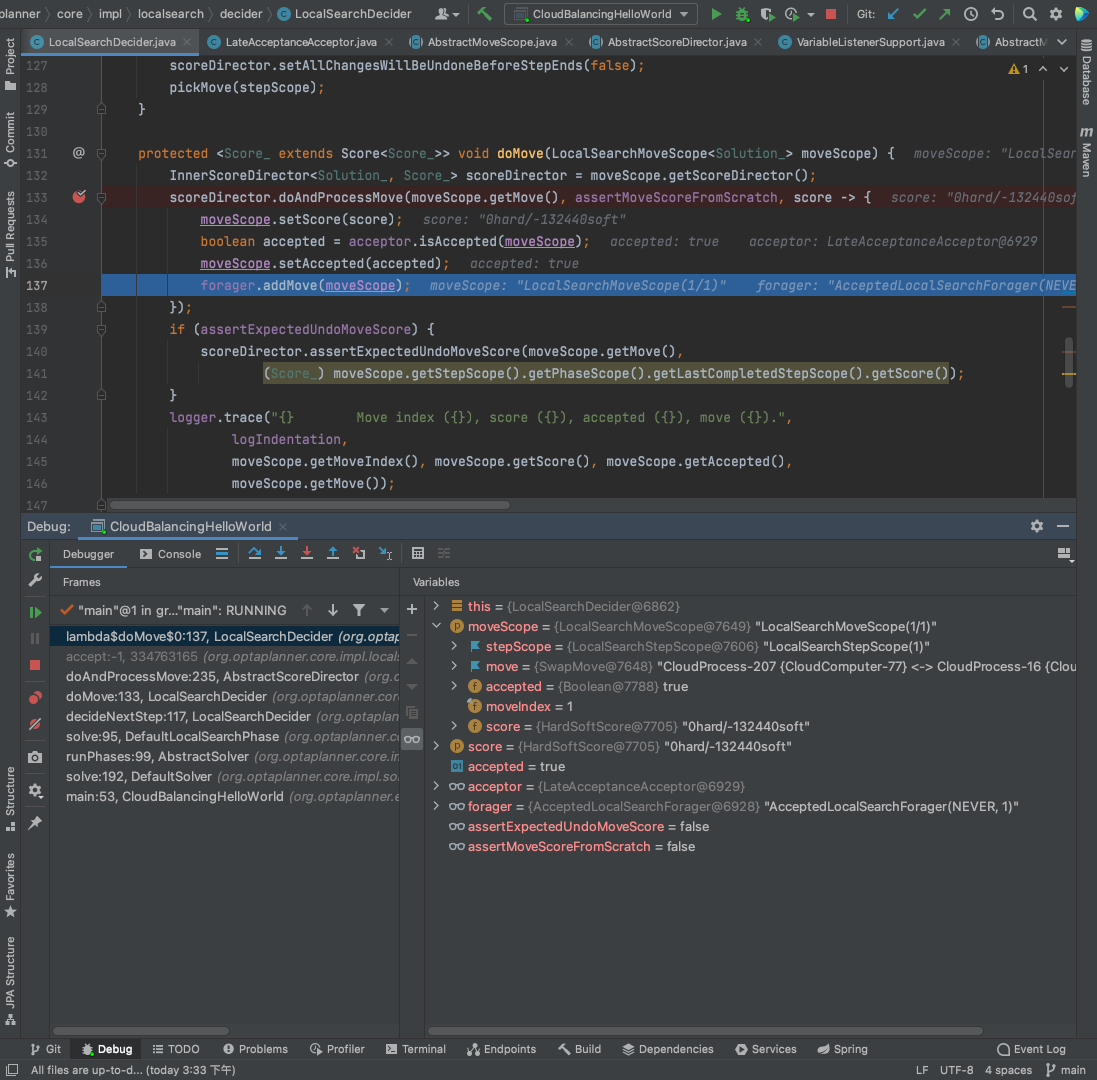 planner
core
impl
localsearch
decider
LocalSearchDecider
CloudBalancingHelloWorld
Git:
LocalSearchDecider.java
LateAcceptanceAcceptor.java
AbstractMoveScope.java
AbstractScoreDirector.java
VariableListenerSupport.java
AbstractM
Project
Commit
Pull Requests
Structure
Favorites
JPA Structure
Database
m Maven
1
127 scoreDirector.setAllChangesWillBeUndoneBeforeStepEnds(false);
128 pickMove(stepScope);
129 }
130
131 @ protected <Score_ extends Score<Score_>> void doMove(LocalSearchMoveScope<Solution_> moveScope) { moveScope: "LocalSear
132 InnerScoreDirector<Solution_, Score_> scoreDirector = moveScope.getScoreDirector();
133 scoreDirector.doAndProcessMove(moveScope.getMove(), assertMoveScoreFromScratch, score -> { score: "0hard/-132440sof
134 moveScope.setScore(score); score: "0hard/-132440soft"
135 boolean accepted = acceptor.isAccepted(moveScope); accepted: true acceptor: LateAcceptanceAcceptor@6929
136 moveScope.setAccepted(accepted); accepted: true
137 forager.addMove(moveScope); moveScope: "LocalSearchMoveScope(1/1)" forager: "AcceptedLocalSearchForager(NEVE
138 });
139 if (assertExpectedUndoMoveScore) {
140 scoreDirector.assertExpectedUndoMoveScore(moveScope.getMove(),
141 (Score_) moveScope.getStepScope().getPhaseScope().getLastCompletedStepScope().getScore());
142 }
143 logger.trace("{} Move index ({}), score ({}), accepted ({}), move ({}).",
144 logIndentation,
145 moveScope.getMoveIndex(), moveScope.getScore(), moveScope.getAccepted(),
146 moveScope.getMove());
147
Debug:
CloudBalancingHelloWorld
Debugger
Console
Frames
Variables
"main"@1 in gr..."main": RUNNING
lambda$doMove$0:137, LocalSearchDecider (org.opta
accept:-1, 334763165 (org.optaplanner.core.impl.locals
doAndProcessMove:235, AbstractScoreDirector (org.op
doMove:133, LocalSearchDecider (org.optaplanner.core
decideNextStep:117, LocalSearchDecider (org.optaplann
solve:95, DefaultLocalSearchPhase (org.optaplanner.co
runPhases:99, AbstractSolver (org.optaplanner.core.im
solve:192, DefaultSolver (org.optaplanner.core.impl.so
main:53, CloudBalancingHelloWorld (org.optaplanner.e
this = {LocalSearchDecider@6862}
moveScope = {LocalSearchMoveScope@7649} "LocalSearchMoveScope(1/1)"
stepScope = {LocalSearchStepScope@7606} "LocalSearchStepScope(1)"
move = {SwapMove@7648} "CloudProcess-207 {CloudComputer-77} <-> CloudProcess-16 {Clou
accepted = {Boolean@7788} true
moveIndex = 1
score = {HardSoftScore@7705} "0hard/-132440soft"
score = {HardSoftScore@7705} "0hard/-132440soft"
accepted = true
acceptor = {LateAcceptanceAcceptor@6929}
forager = {AcceptedLocalSearchForager@6928} "AcceptedLocalSearchForager(NEVER, 1)"
assertExpectedUndoMoveScore = false
assertMoveScoreFromScratch = false
Git
Debug
TODO
Problems
Profiler
Terminal
Endpoints
Build
Dependencies
Services
Spring
Event Log
All files are up-to-d... (today 3:33 下午)
LF
UTF-8
4 spaces
main